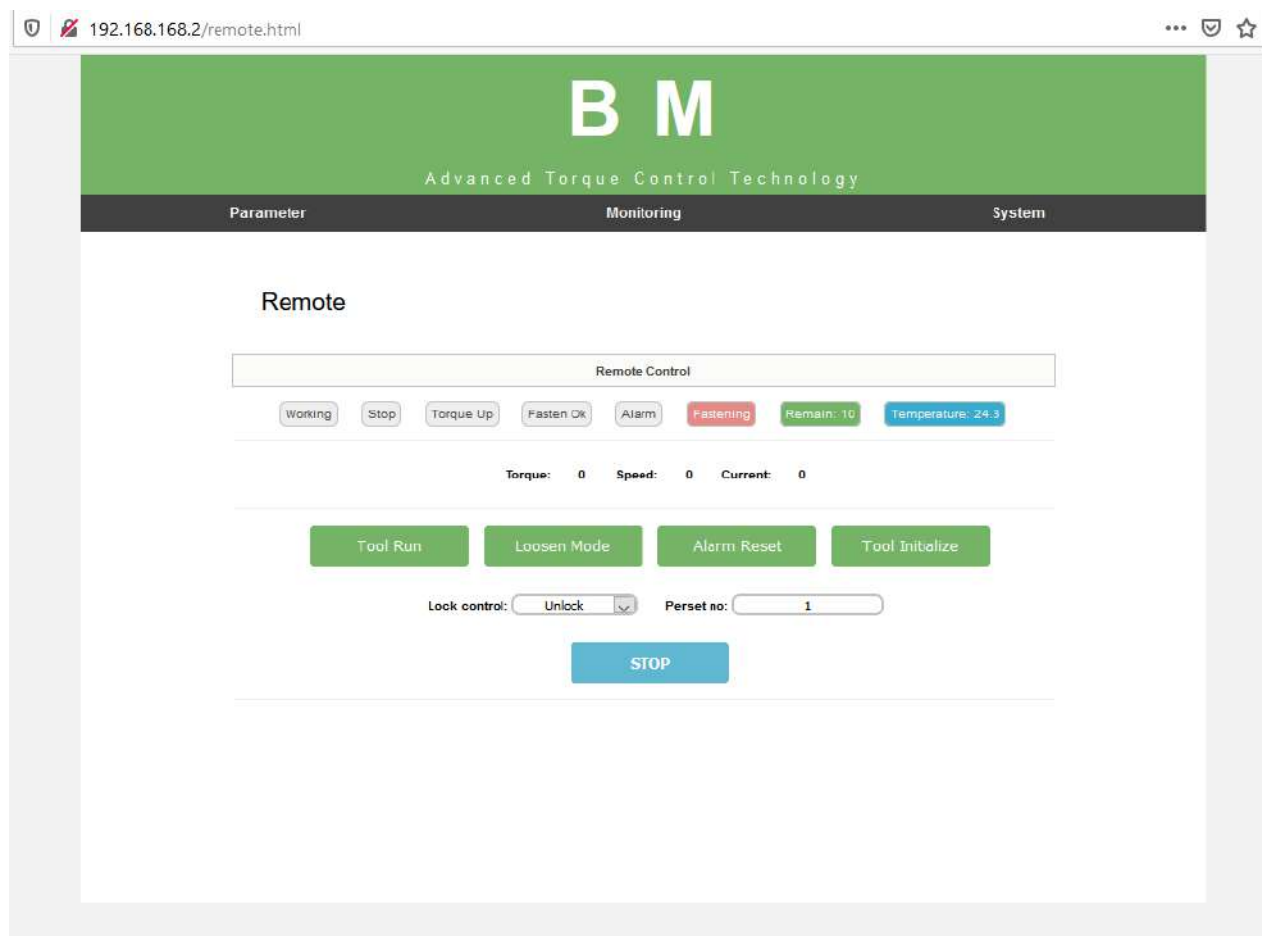 192.168.168.2/remote.html
B M
Advanced Torque Control Technology
Parameter Monitoring System
Remote
Remote Control
Working Stop Torque Up Fasten Ok Alarm Fastening Remain: 10 Temperature: 24.3
Torque: 0 Speed: 0 Current: 0
Tool Run Loosen Mode Alarm Reset Tool Initialize
Lock control: Unlock Perset no: 1
STOP